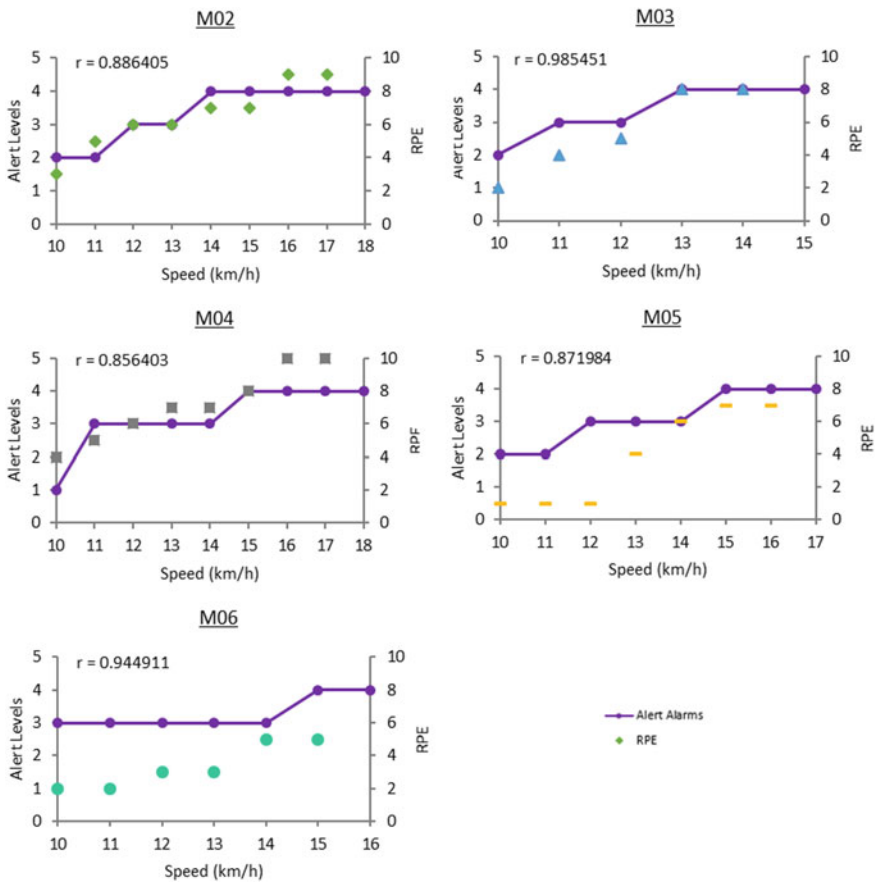 M02
r = 0.886405
5
4
3
2
1
0
Alert Levels
10
8
6
4
2
0
RPE
10 11 12 13 14 15 16 17 18
Speed (km/h)
M03
r = 0.985451
5
4
3
2
1
0
Alert Levels
10
8
6
4
2
0
RPE
10 11 12 13 14 15
Speed (km/h)
M04
r = 0.856403
5
4
3
2
1
0
Alert Levels
10
8
6
4
2
0
RPE
10 11 12 13 14 15 16 17 18
Speed (km/h)
M05
r = 0.871984
5
4
3
2
1
0
Alert Levels
10
8
6
4
2
0
RPE
10 11 12 13 14 15 16 17
Speed (km/h)
M06
r = 0.944911
5
4
3
2
1
0
Alert Levels
10
8
6
4
2
0
RPE
10 11 12 13 14 15 16
Speed (km/h)
Alert Alarms
RPE